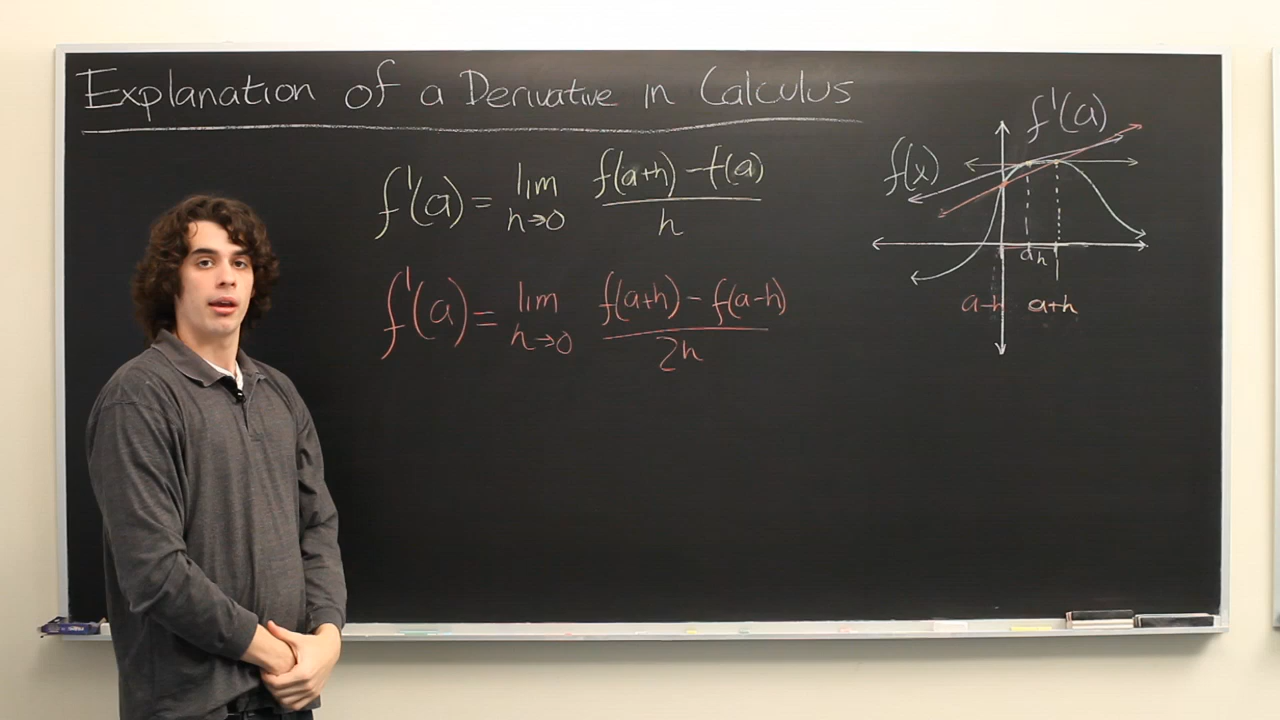 Explanation of a Derivative in Calculus
f'(a) = lim h→0 f(a+h) - f(a) / h
f'(a) = lim h→0 f(a+h) - f(a-h) / 2h
f'(a)
f(x)
a h
a-h a+h